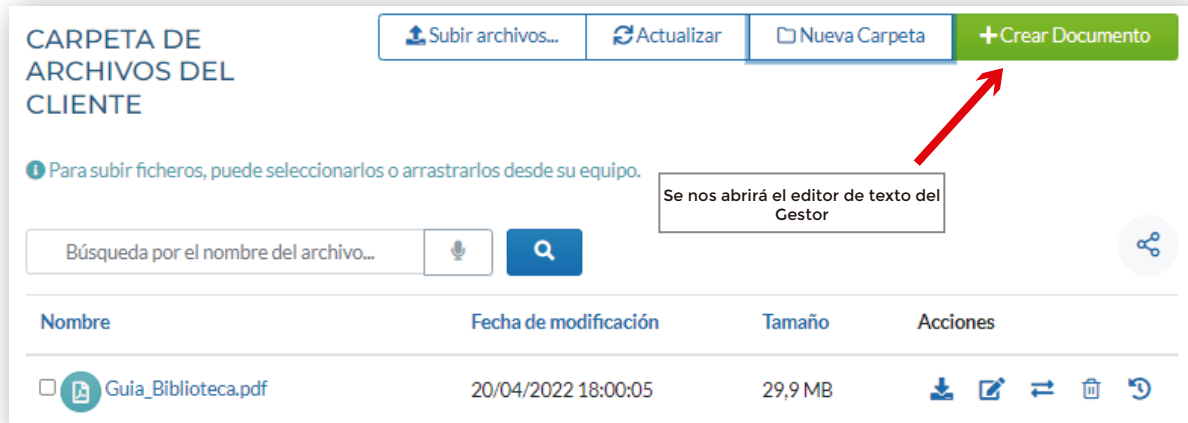 CARPETA DE
ARCHIVOS DEL
CLIENTE
Subir archivos...
Actualizar
Nueva Carpeta
+Crear Documento
Para subir ficheros, puede seleccionarlos o arrastrarlos desde su equipo.
Se nos abrirá el editor de texto del
Gestor
Búsqueda por el nombre del archivo...
Nombre Fecha de modificación Tamaño Acciones
Guia_Biblioteca.pdf 20/04/2022 18:00:05 29,9 MB